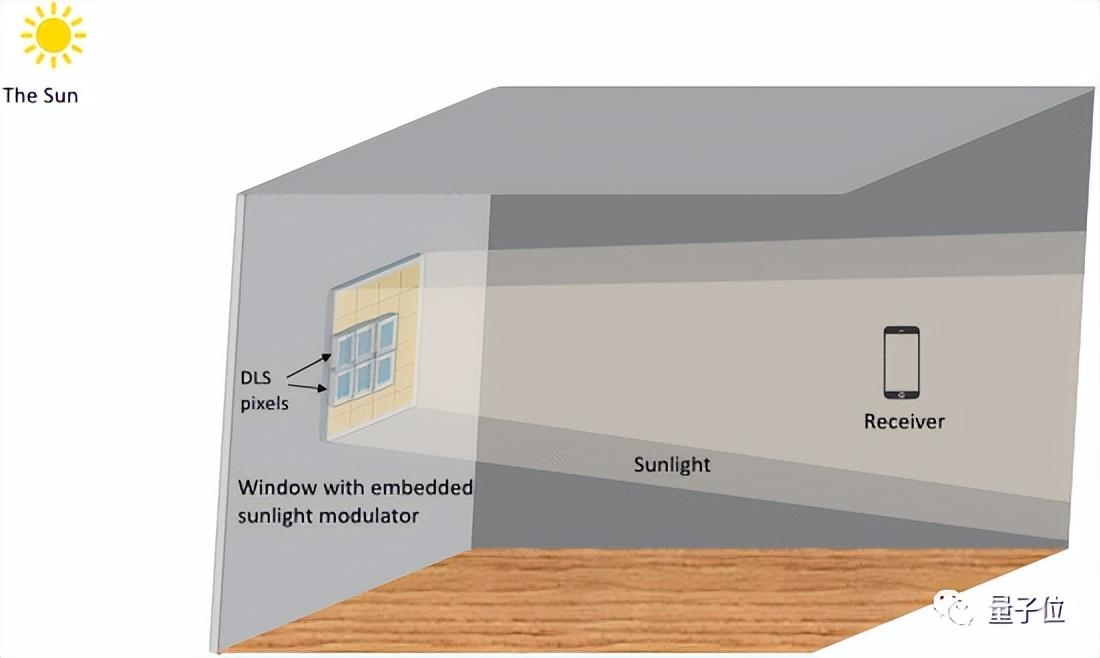 The Sun
DLS
pixels
Receiver
Sunlight
Window with embedded
sunlight modulator
量子位